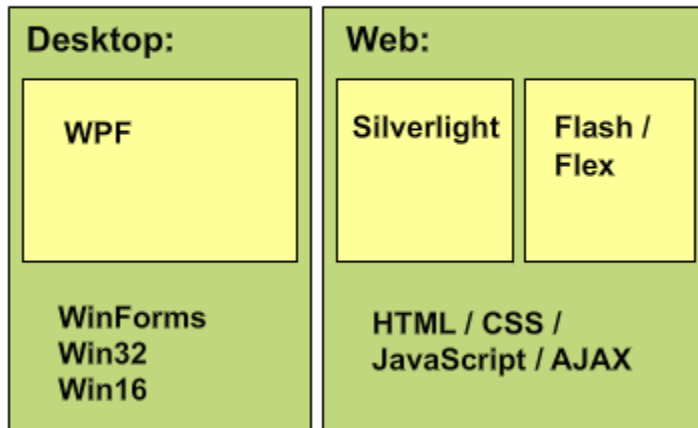 Desktop:
WPF
WinForms
Win32
Win16
Web:
Silverlight
Flash /
Flex
HTML / CSS /
JavaScript / AJAX